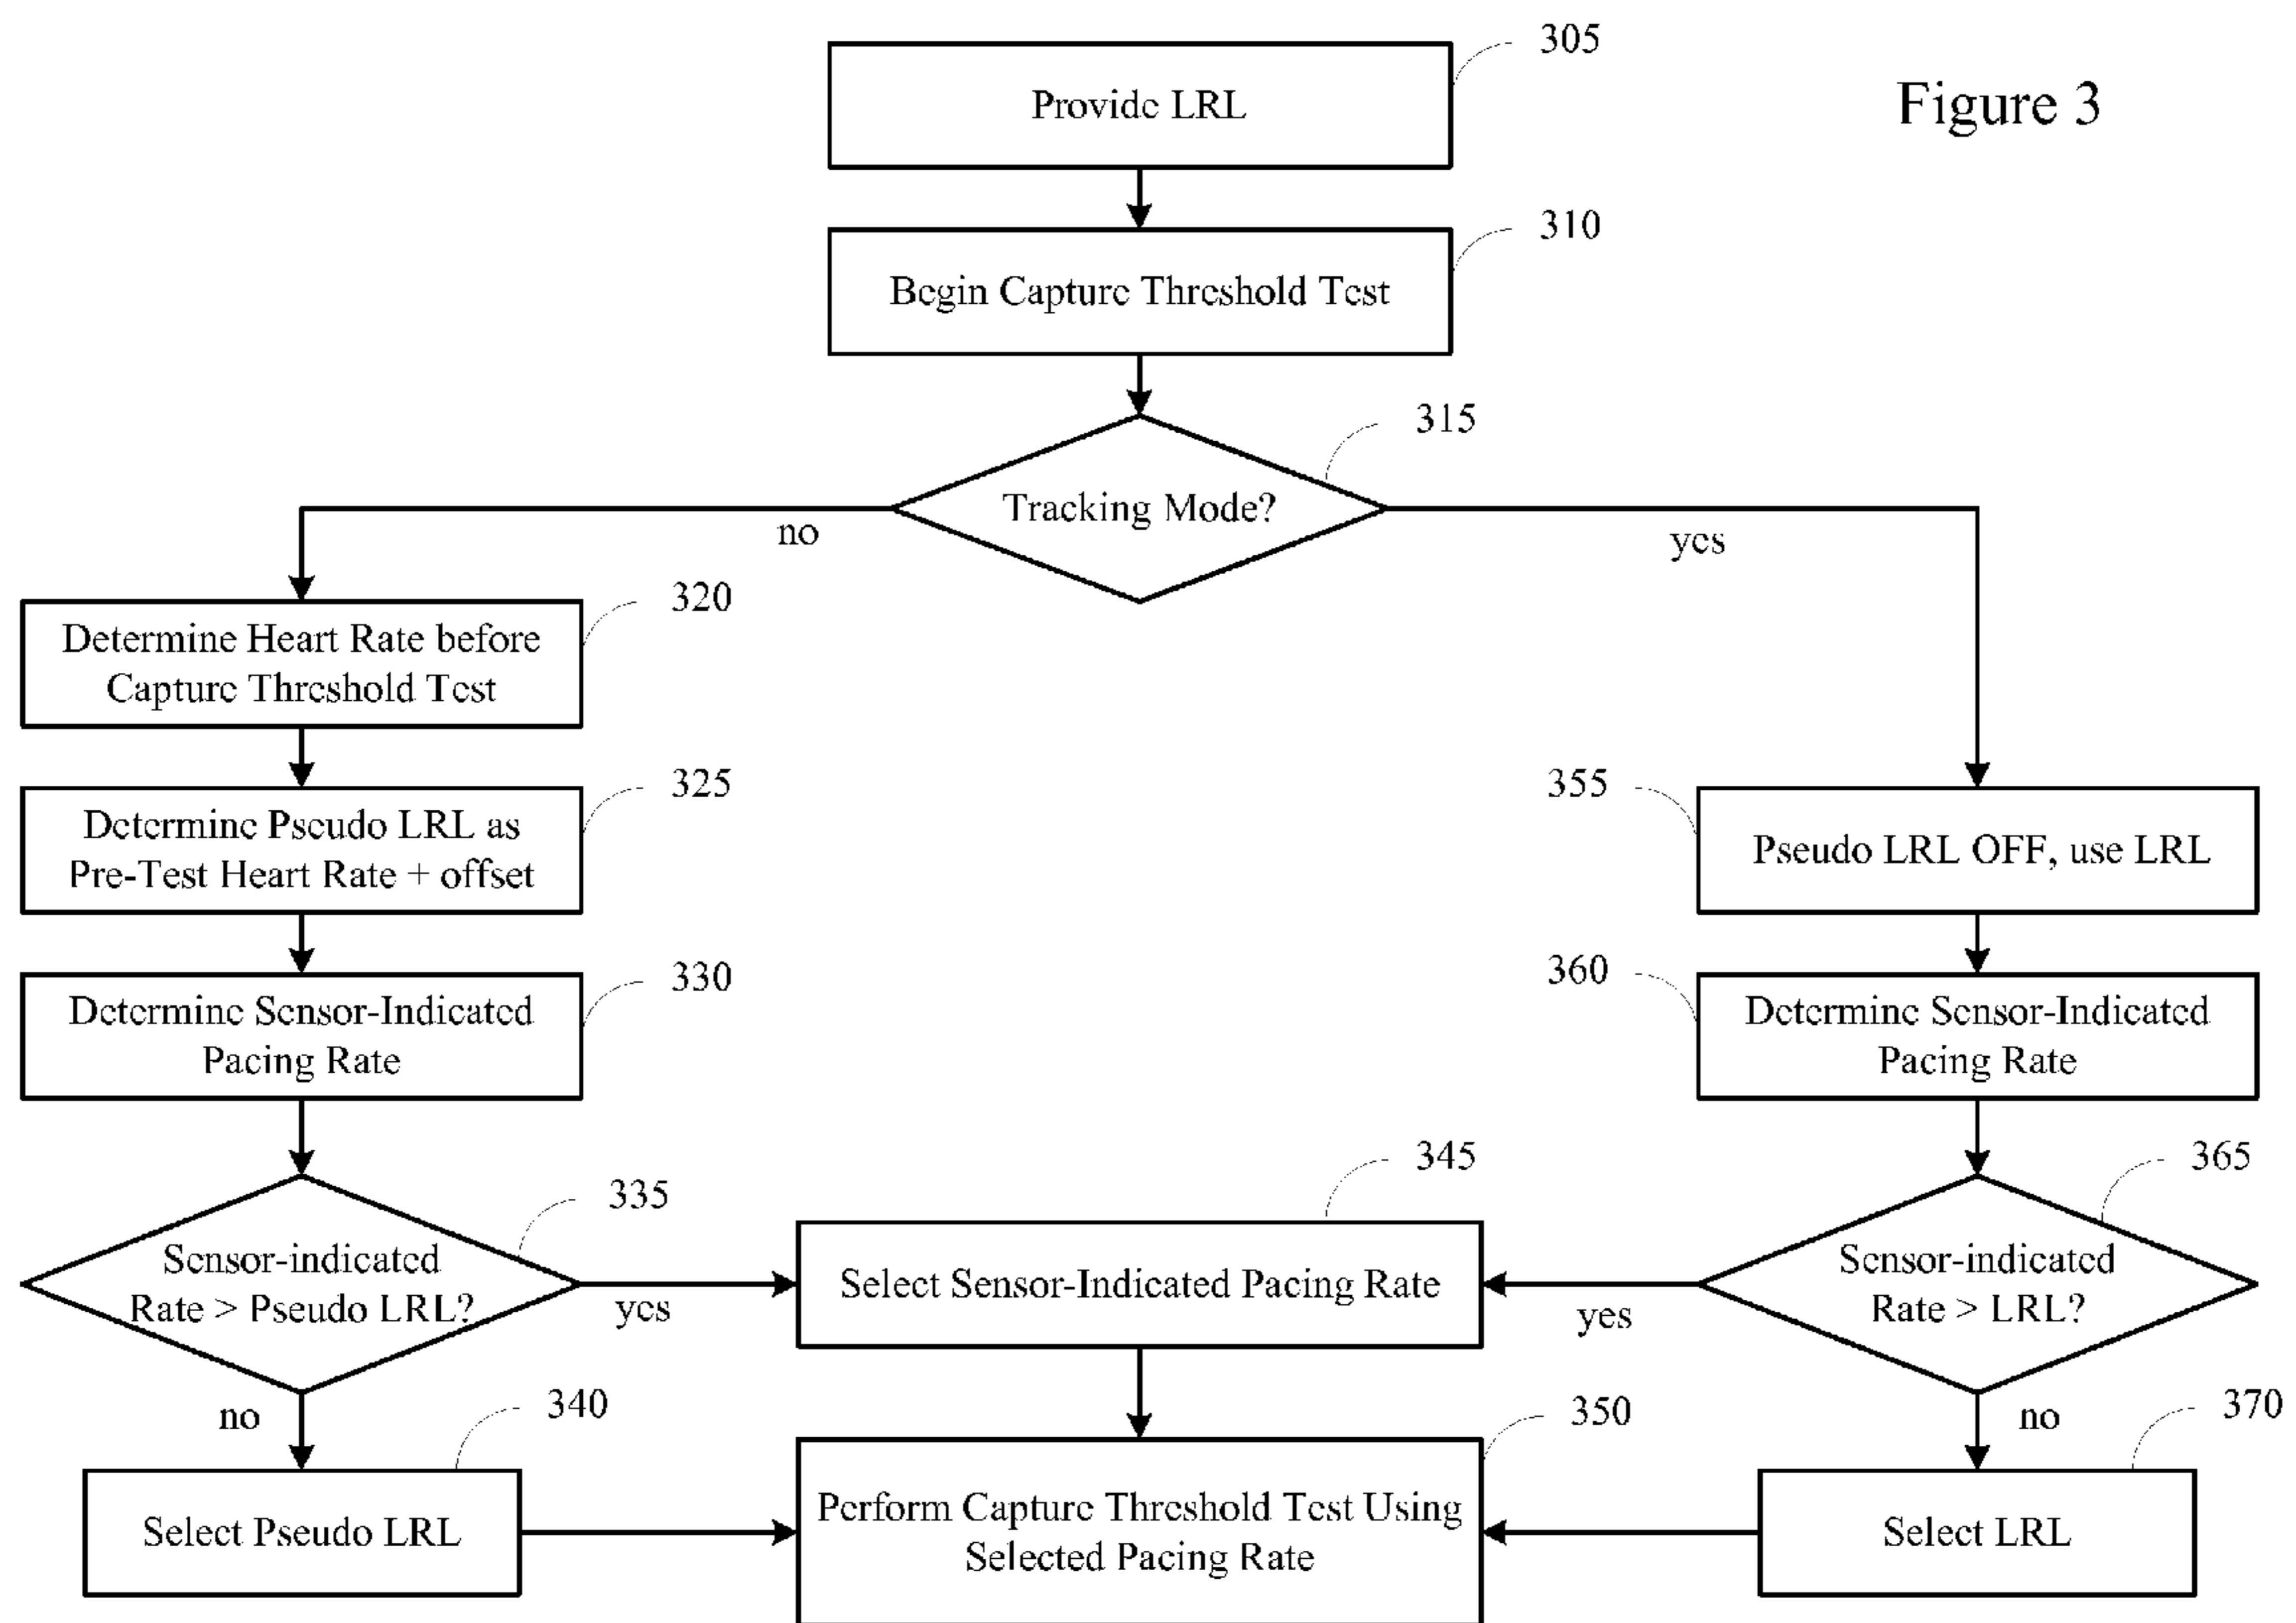 305
Provide LRL
Figure 3
310
Begin Capture Threshold Test
315
Tracking Mode?
no
yes
320
Determine Heart Rate before
Capture Threshold Test
325
Determine Pseudo LRL as
Pre-Test Heart Rate + offset
355
Pseudo LRL OFF, use LRL
330
Determine Sensor-Indicated
Pacing Rate
360
Determine Sensor-Indicated
Pacing Rate
335
Sensor-indicated
Rate > Pseudo LRL?
yes
no
345
Select Sensor-Indicated Pacing Rate
365
Sensor-indicated
Rate > LRL?
yes
no
340
Select Pseudo LRL
350
Perform Capture Threshold Test Using
Selected Pacing Rate
370
Select LRL